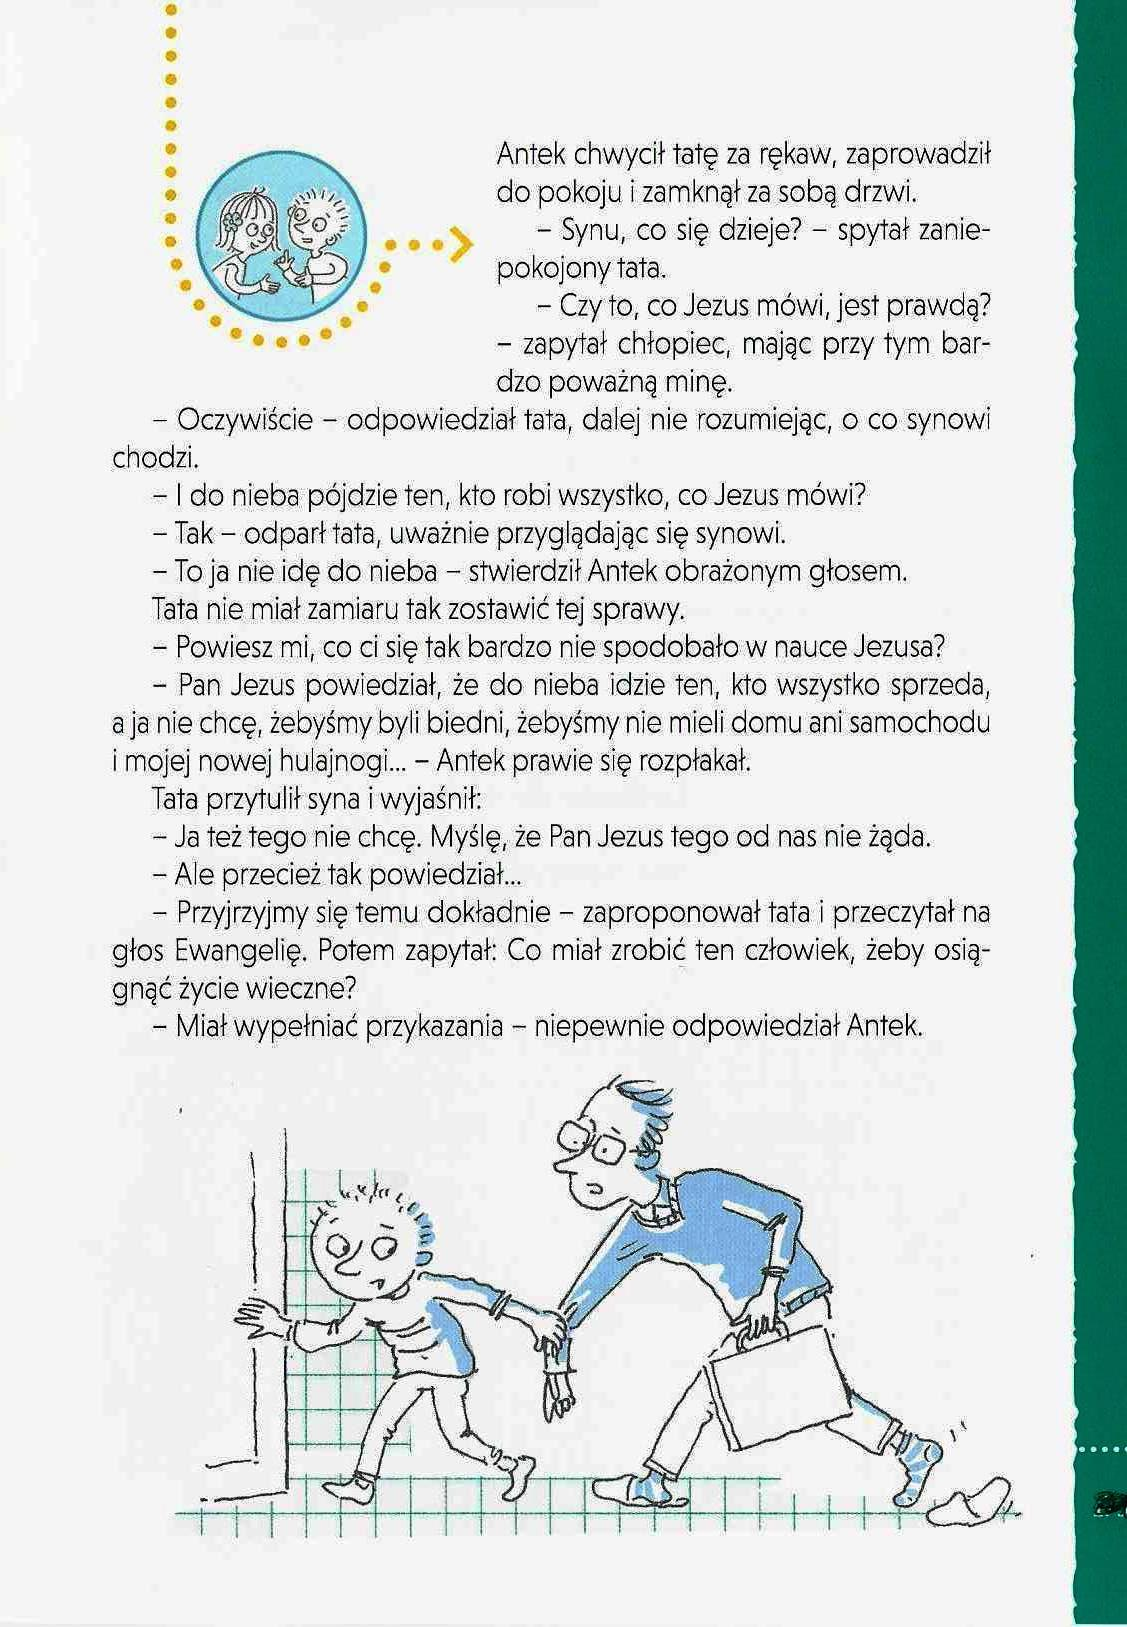 Antek chwycił tatę za rękaw, zaprowadził
do pokoju i zamknął za sobą drzwi.
– Synu, co się dzieje? – spytał zanie-
pokojony tata.
– Czy to, co Jezus mówi, jest prawdą?
– zapytał chłopiec, mając przy tym bar-
dzo poważną minę.
– Oczywiście – odpowiedział tata, dalej nie rozumiejąc, o co synowi
chodzi.
– I do nieba pójdzie ten, kto robi wszystko, co Jezus mówi?
– Tak – odparł tata, uważnie przyglądając się synowi.
– To ja nie idę do nieba – stwierdził Antek obrażonym głosem.
Tata nie miał zamiaru tak zostawić tej sprawy.
– Powiesz mi, co ci się tak bardzo nie spodobało w nauce Jezusa?
– Pan Jezus powiedział, że do nieba idzie ten, kto wszystko sprzeda,
a ja nie chcę, żebyśmy byli biedni, żebyśmy nie mieli domu ani samochodu
i mojej nowej hulajnogi... – Antek prawie się rozpłakał.
Tata przytulił syna i wyjaśnił:
– Ja też tego nie chcę. Myślę, że Pan Jezus tego od nas nie żąda.
– Ale przecież tak powiedział...
– Przyjrzyjmy się temu dokładnie – zaproponował tata i przeczytał na
głos Ewangelię. Potem zapytał: Co miał zrobić ten człowiek, żeby osią-
gnąć życie wieczne?
– Miał wypełniać przykazania – niepewnie odpowiedział Antek.